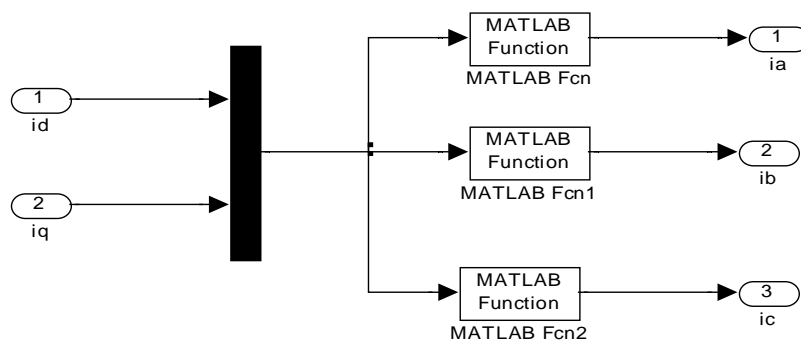 MATLAB
Function
MATLAB Fcn
1
ia
1
id
MATLAB
Function
MATLAB Fcn1
2
ib
2
iq
MATLAB
Function
MATLAB Fcn2
3
ic